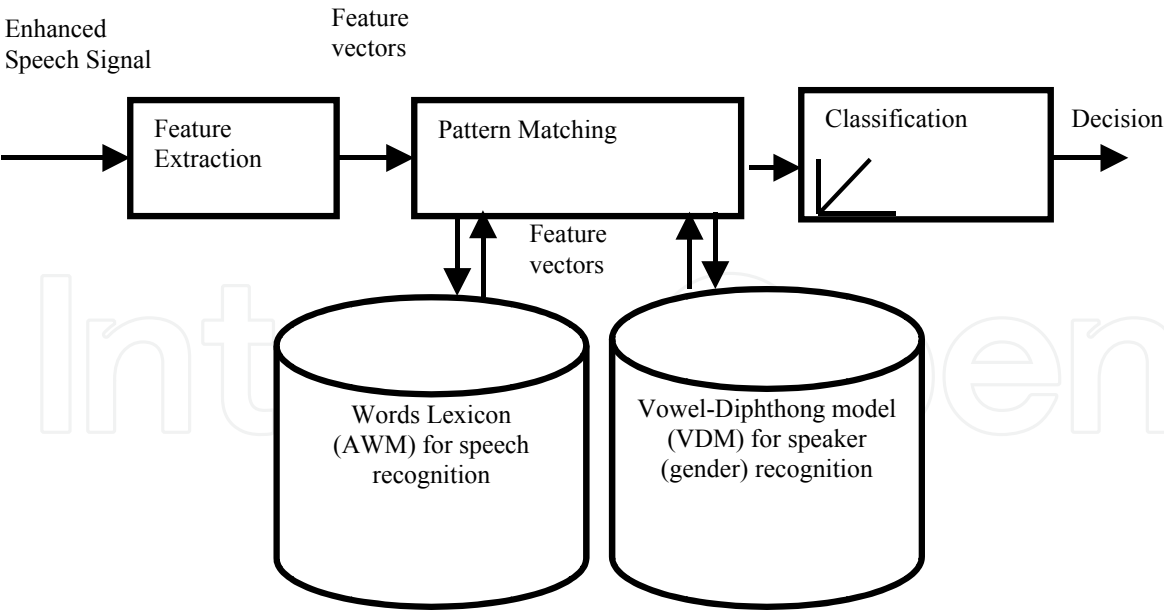 Enhanced
Speech Signal
Feature
vectors
Feature
Extraction
Pattern Matching
Classification
Decision
Feature
vectors
Words Lexicon
(AWM) for speech
recognition
Vowel-Diphthong model
(VDM) for speaker
(gender) recognition